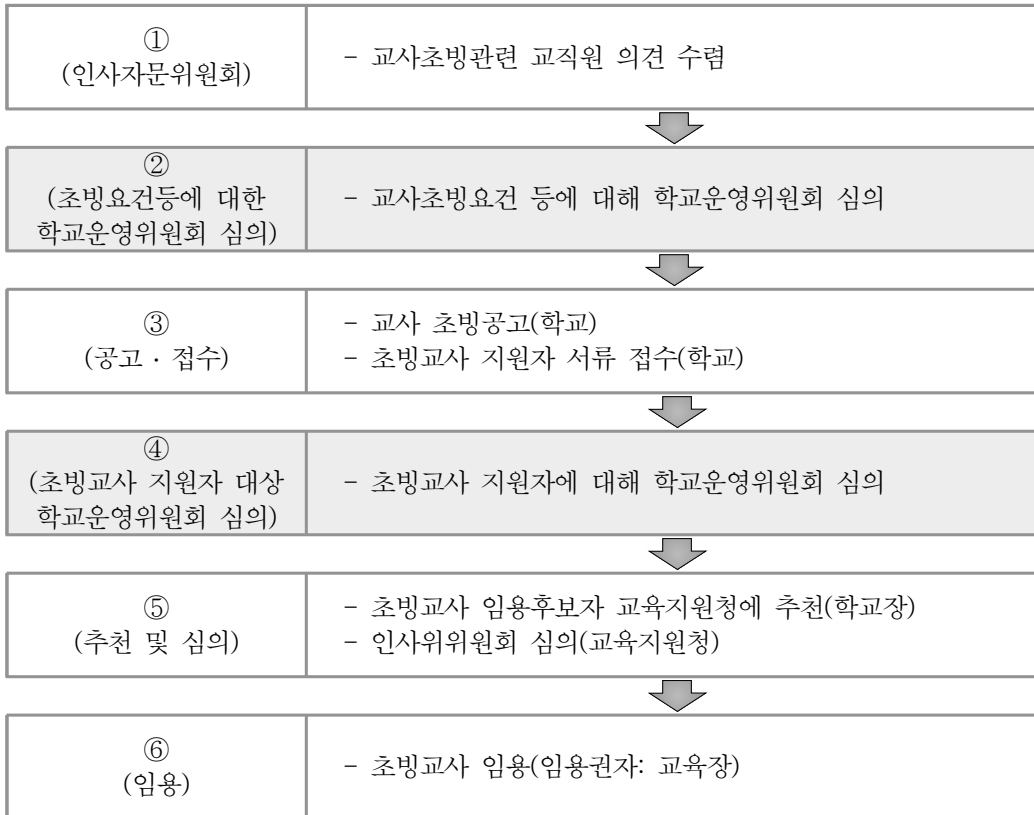 ①
(인사자문위원회)
- 교사초빙관련 교직원 의견 수렴
②
(초빙요건등에 대한
학교운영위원회 심의)
- 교사초빙요건 등에 대해 학교운영위원회 심의
③
(공고 · 접수)
- 교사 초빙공고(학교)
- 초빙교사 지원자 서류 접수(학교)
④
(초빙교사 지원자 대상
학교운영위원회 심의)
- 초빙교사 지원자에 대해 학교운영위원회 심의
⑤
(추천 및 심의)
- 초빙교사 임용후보자 교육지원청에 추천(학교장)
- 인사위위원회 심의(교육지원청)
⑥
(임용)
- 초빙교사 임용(임용권자: 교육장)